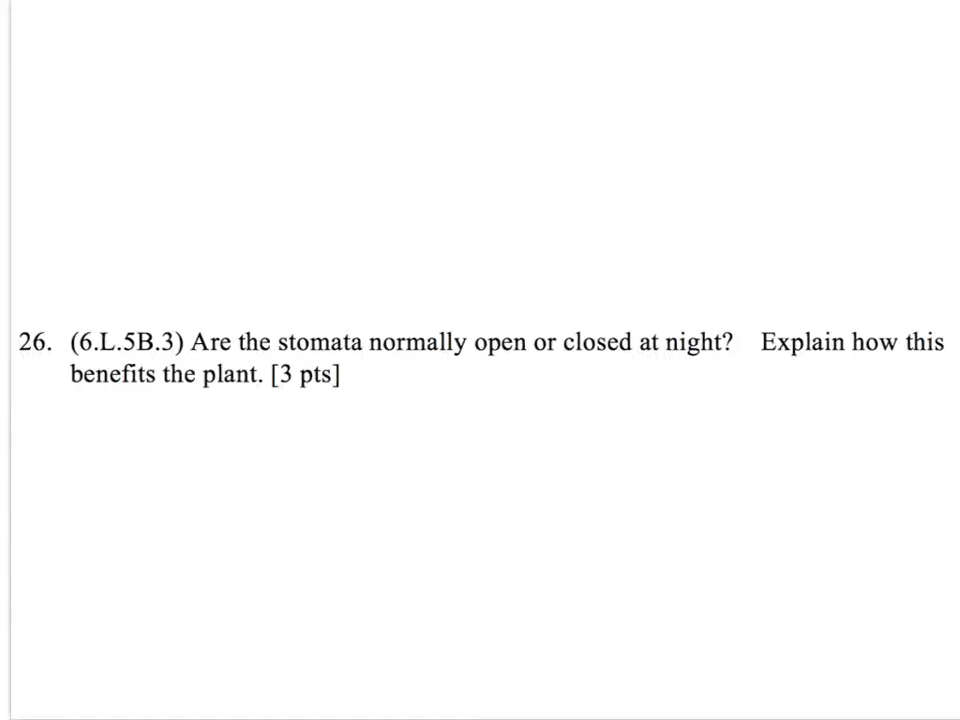 26. (6.L.5B.3) Are the stomata normally open or closed at night? Explain how this
benefits the plant. [3 pts]